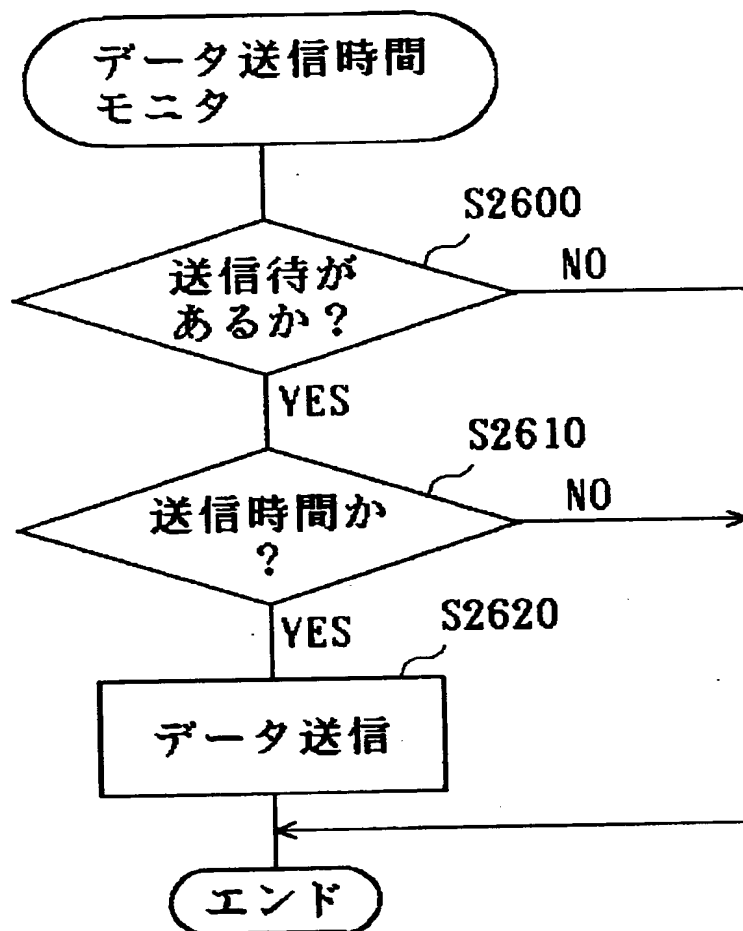 データ送信時間
モニタ
S2600
送信待が
あるか？
NO
YES
S2610
送信時間か
？
NO
YES
S2620
データ送信
エンド